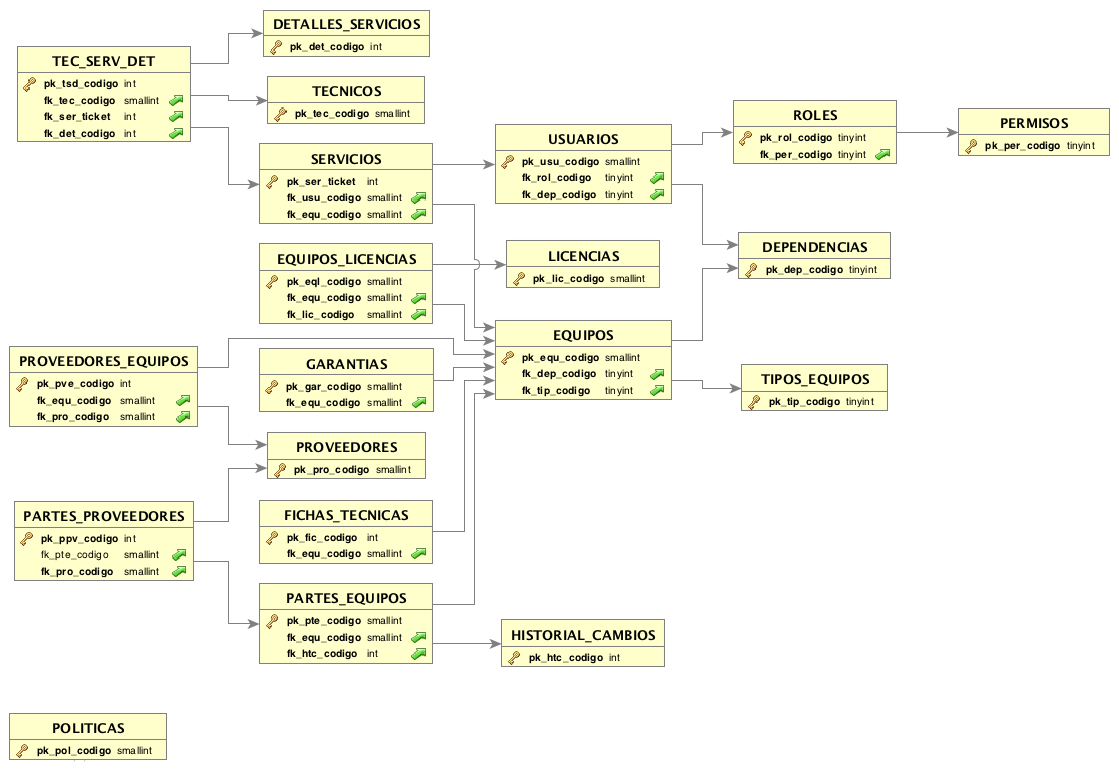 DETALLES_SERVICIOS
pk_det_codigo int
TEC_SERV_DET
pk_tsd_codigo int
fk_tec_codigo smallint
fk_ser_ticket int
fk_det_codigo int
TECNICOS
pk_tec_codigo smallint
SERVICIOS
pk_ser_ticket int
fk_usu_codigo smallint
fk_equ_codigo smallint
USUARIOS
pk_usu_codigo smallint
fk_rol_codigo tinyint
fk_dep_codigo tinyint
ROLES
pk_rol_codigo tinyint
fk_per_codigo tinyint
PERMISOS
pk_per_codigo tinyint
EQUIPOS_LICENCIAS
pk_eql_codigo smallint
fk_equ_codigo smallint
fk_lic_codigo smallint
LICENCIAS
pk_lic_codigo smallint
DEPENDENCIAS
pk_dep_codigo tinyint
EQUIPOS
pk_equ_codigo smallint
fk_dep_codigo tinyint
fk_tip_codigo tinyint
PROVEEDORES_EQUIPOS
pk_pve_codigo int
fk_equ_codigo smallint
fk_pro_codigo smallint
GARANTIAS
pk_gar_codigo smallint
fk_equ_codigo smallint
TIPOS_EQUIPOS
pk_tip_codigo tinyint
PROVEEDORES
pk_pro_codigo smallint
PARTES_PROVEEDORES
pk_ppv_codigo int
fk_pte_codigo smallint
fk_pro_codigo smallint
FICHAS_TECNICAS
pk_fic_codigo int
fk_equ_codigo smallint
PARTES_EQUIPOS
pk_pte_codigo smallint
fk_equ_codigo smallint
fk_htc_codigo int
HISTORIAL_CAMBIOS
pk_htc_codigo int
POLITICAS
pk_pol_codigo smallint